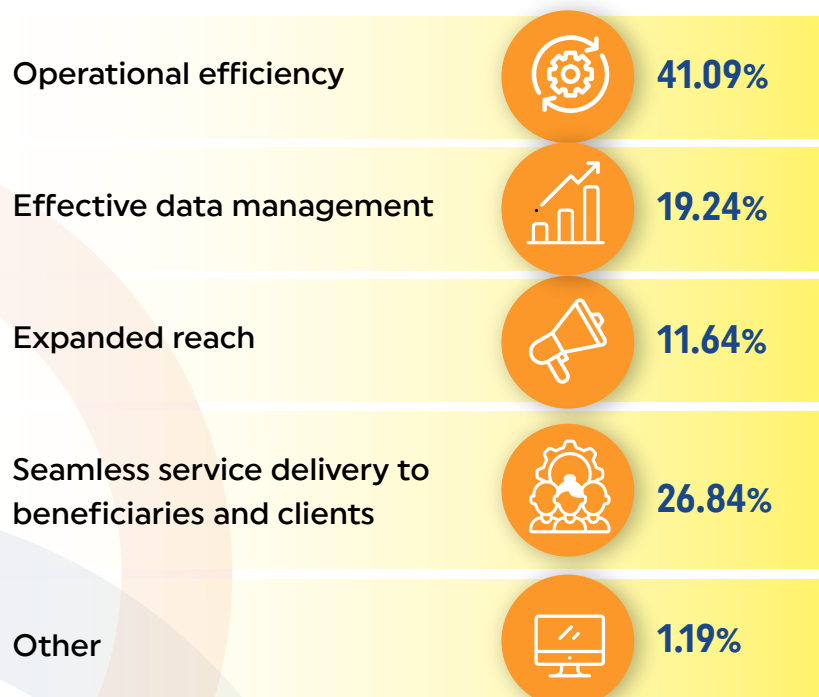 Operational efficiency 41.09%
Effective data management 19.24%
Expanded reach 11.64%
Seamless service delivery to
beneficiaries and clients 26.84%
Other 1.19%